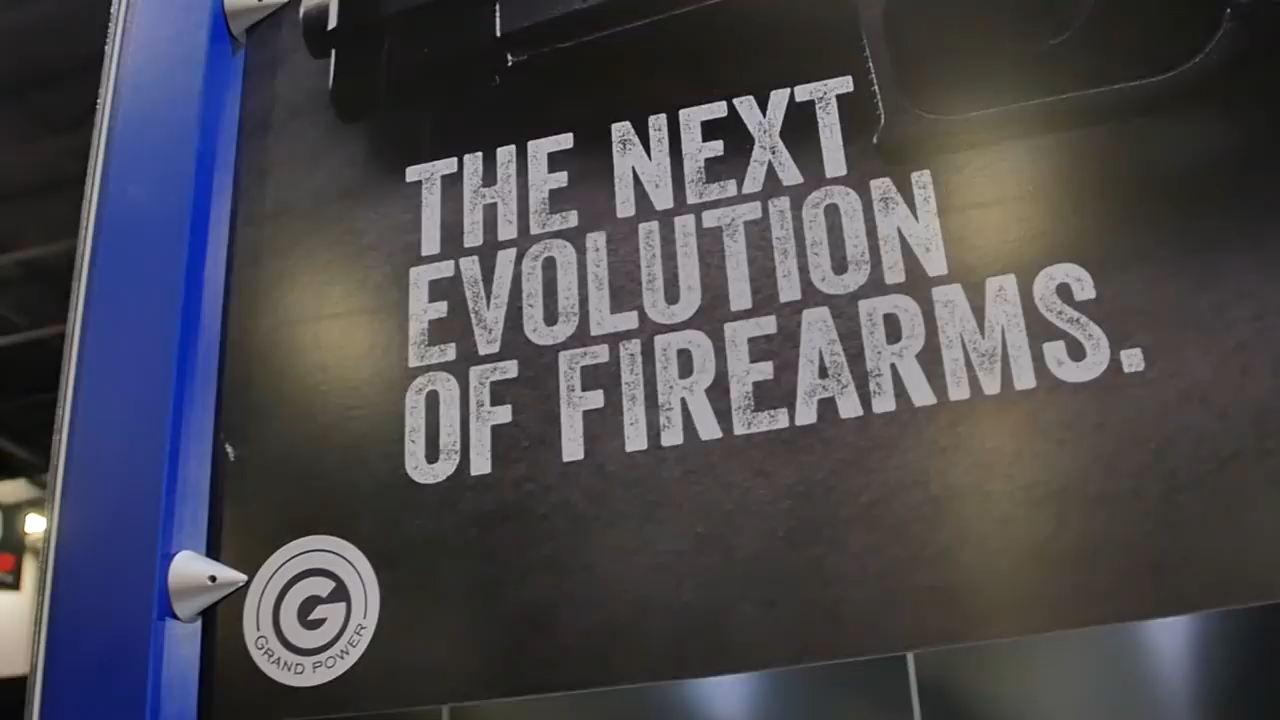 THE NEXT
EVOLUTION
OF FIREARMS.
G
GRAND POWER